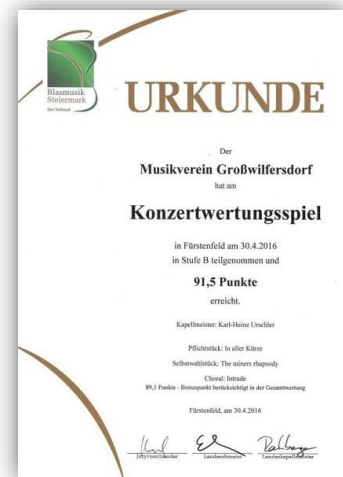 Blasmusik
Steiermark
Der Verband
URKUNDE
Der
Musikverein Großwilfersdorf
hat am
Konzertwertungsspiel
in Fürstenfeld am 30.4.2016
in Stufe B teilgenommen und
91,5 Punkte
erreicht.
Kapellmeister: Karl-Heinz Urschler
Pflichtstück: In aller Kürze
Selbstwahlstück: The miners rhapsody
Choral: Intrade
89,5 Punkte - Bonuspunkt berücksichtigt in der Gesamtwertung
Fürstenfeld, am 30.4.2016
Juryvorsitzender Landesobmann Landeskapellmeister